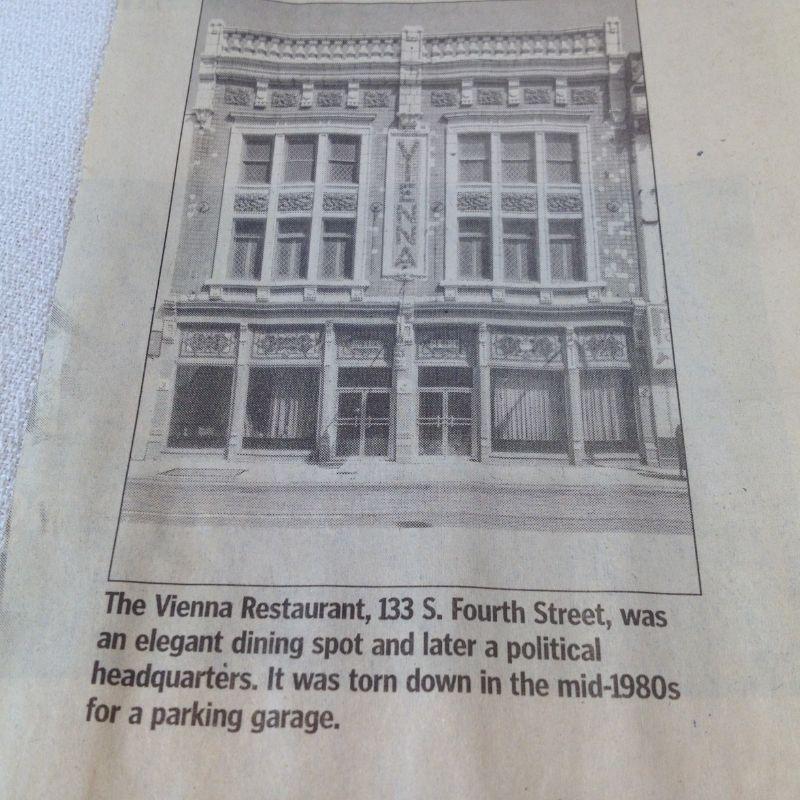 VIENNA
The Vienna Restaurant, 133 S. Fourth Street, was
an elegant dining spot and later a political
headquarters. It was torn down in the mid-1980s
for a parking garage.